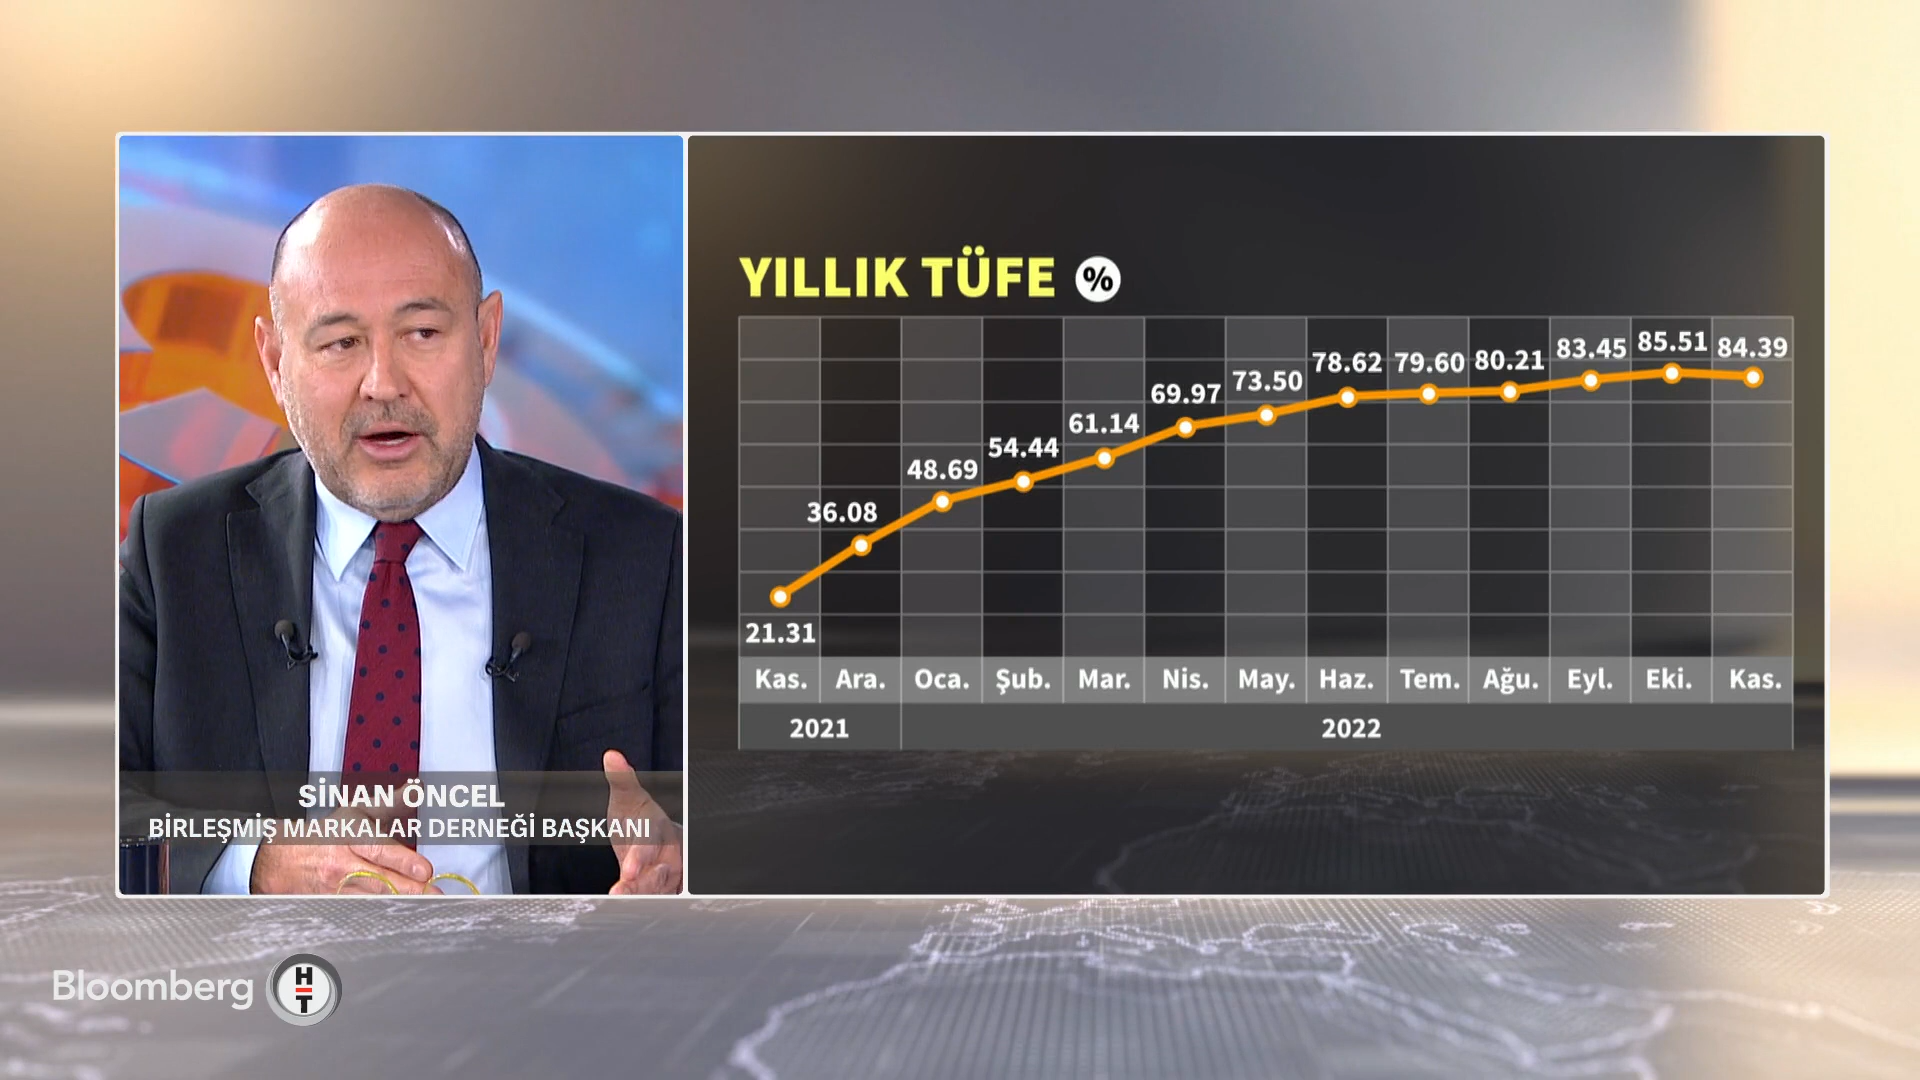 YILLIK TÜFE %
21.31 36.08 48.69 54.44 61.14 69.97 73.50 78.62 79.60 80.21 83.45 85.51 84.39
Kas. Ara. Oca. Şub. Mar. Nis. May. Haz. Tem. Ağu. Eyl. Eki. Kas.
2021 2022
SİNAN ÖNCEL
BİRLEŞMİŞ MARKALAR DERNEĞİ BAŞKANI
Bloomberg HT